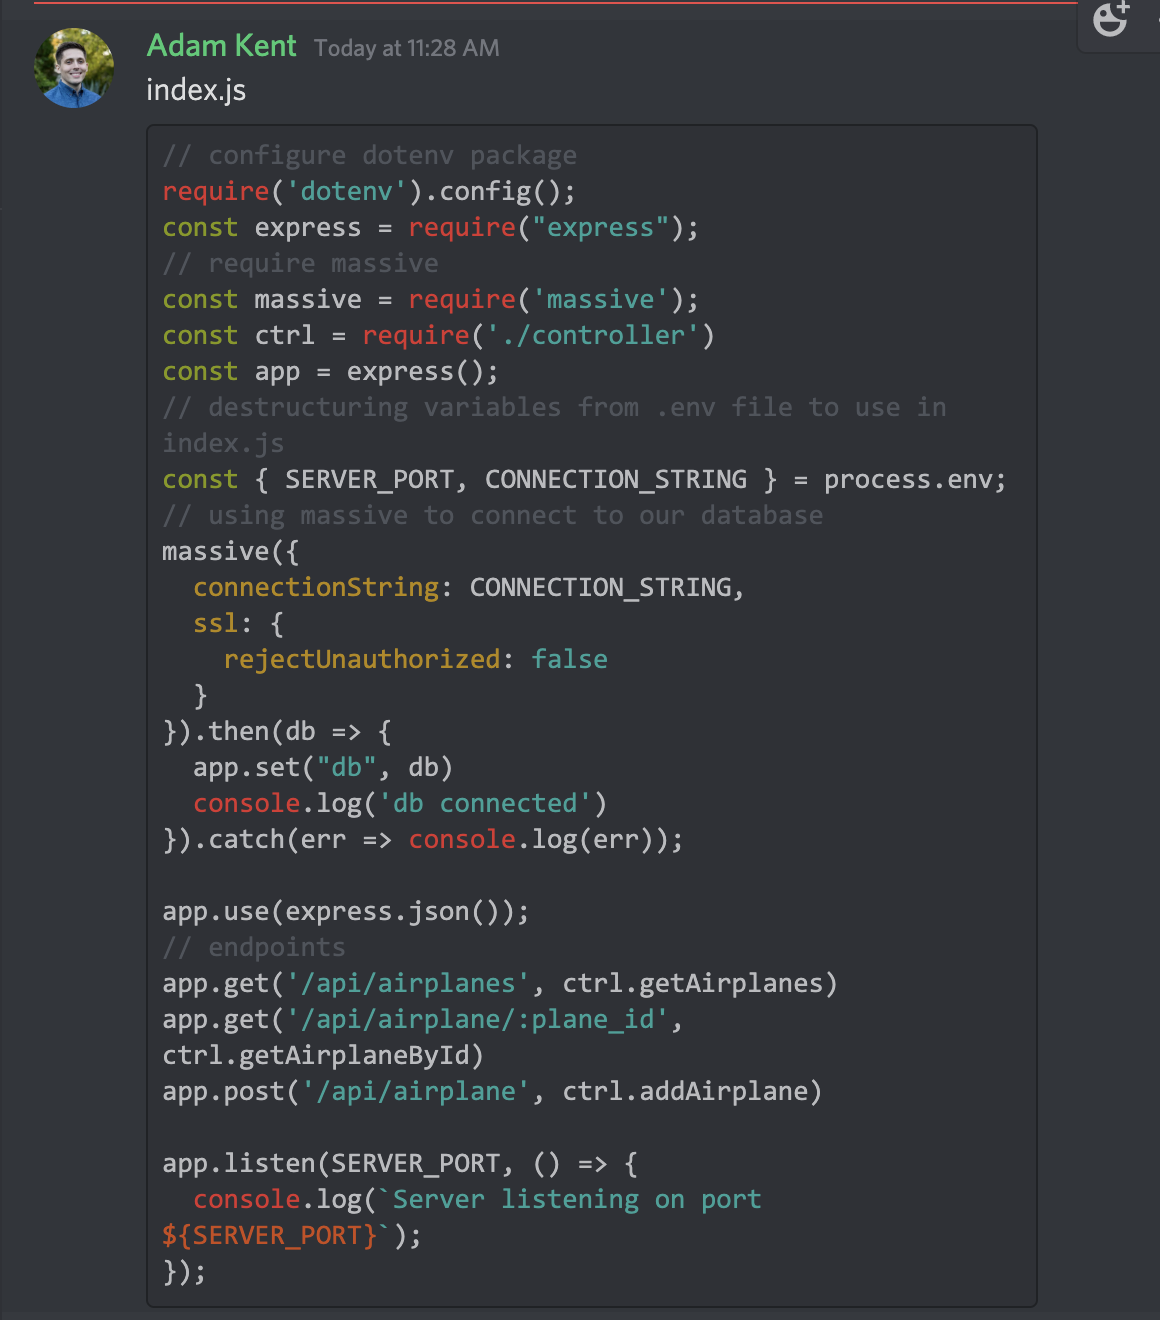 Adam Kent Today at 11:28 AM
index.js
// configure dotenv package
require('dotenv').config();
const express = require("express");
// require massive
const massive = require('massive');
const ctrl = require('./controller')
const app = express();
// destructuring variables from .env file to use in
index.js
const { SERVER_PORT, CONNECTION_STRING } = process.env;
// using massive to connect to our database
massive({
  connectionString: CONNECTION_STRING,
  ssl: {
    rejectUnauthorized: false
  }
}).then(db => {
  app.set("db", db)
  console.log('db connected')
}).catch(err => console.log(err));

app.use(express.json());
// endpoints
app.get('/api/airplanes', ctrl.getAirplanes)
app.get('/api/airplane/:plane_id',
ctrl.getAirplaneById)
app.post('/api/airplane', ctrl.addAirplane)

app.listen(SERVER_PORT, () => {
  console.log(`Server listening on port
${SERVER_PORT}`);
});